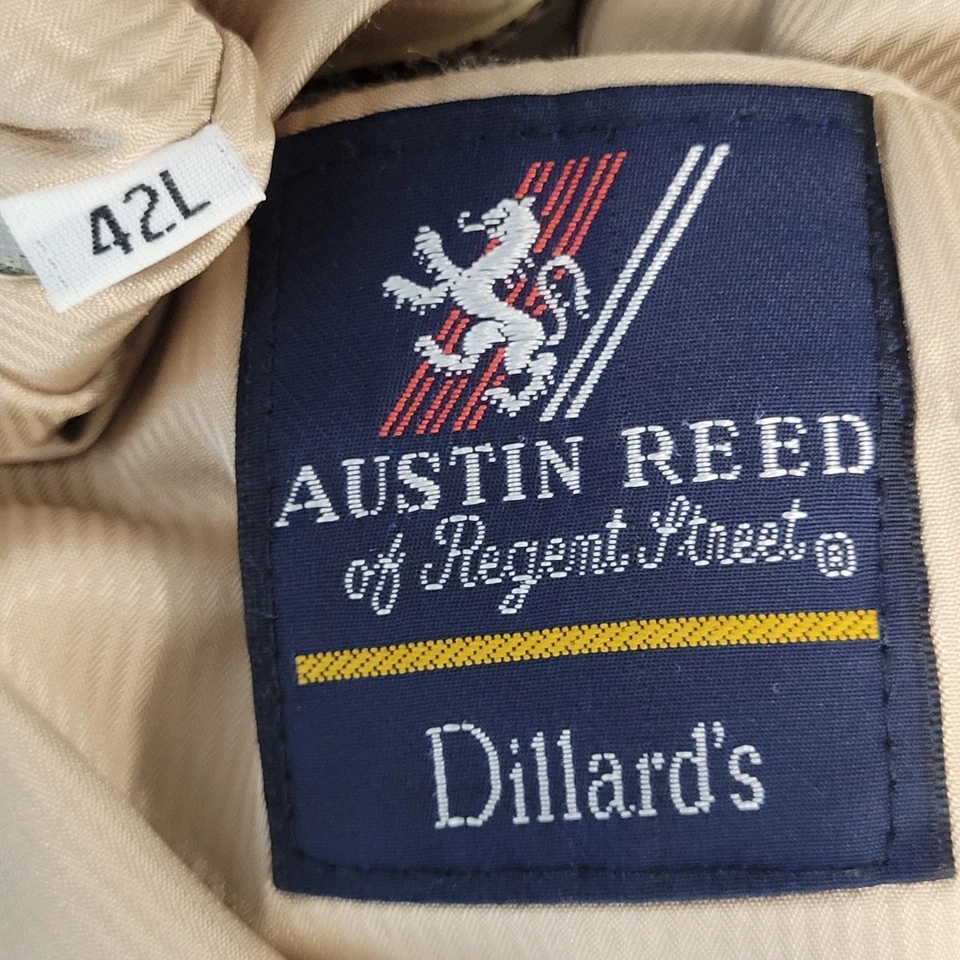 42L
AUSTIN REED
of Regent Street®
Dillard's